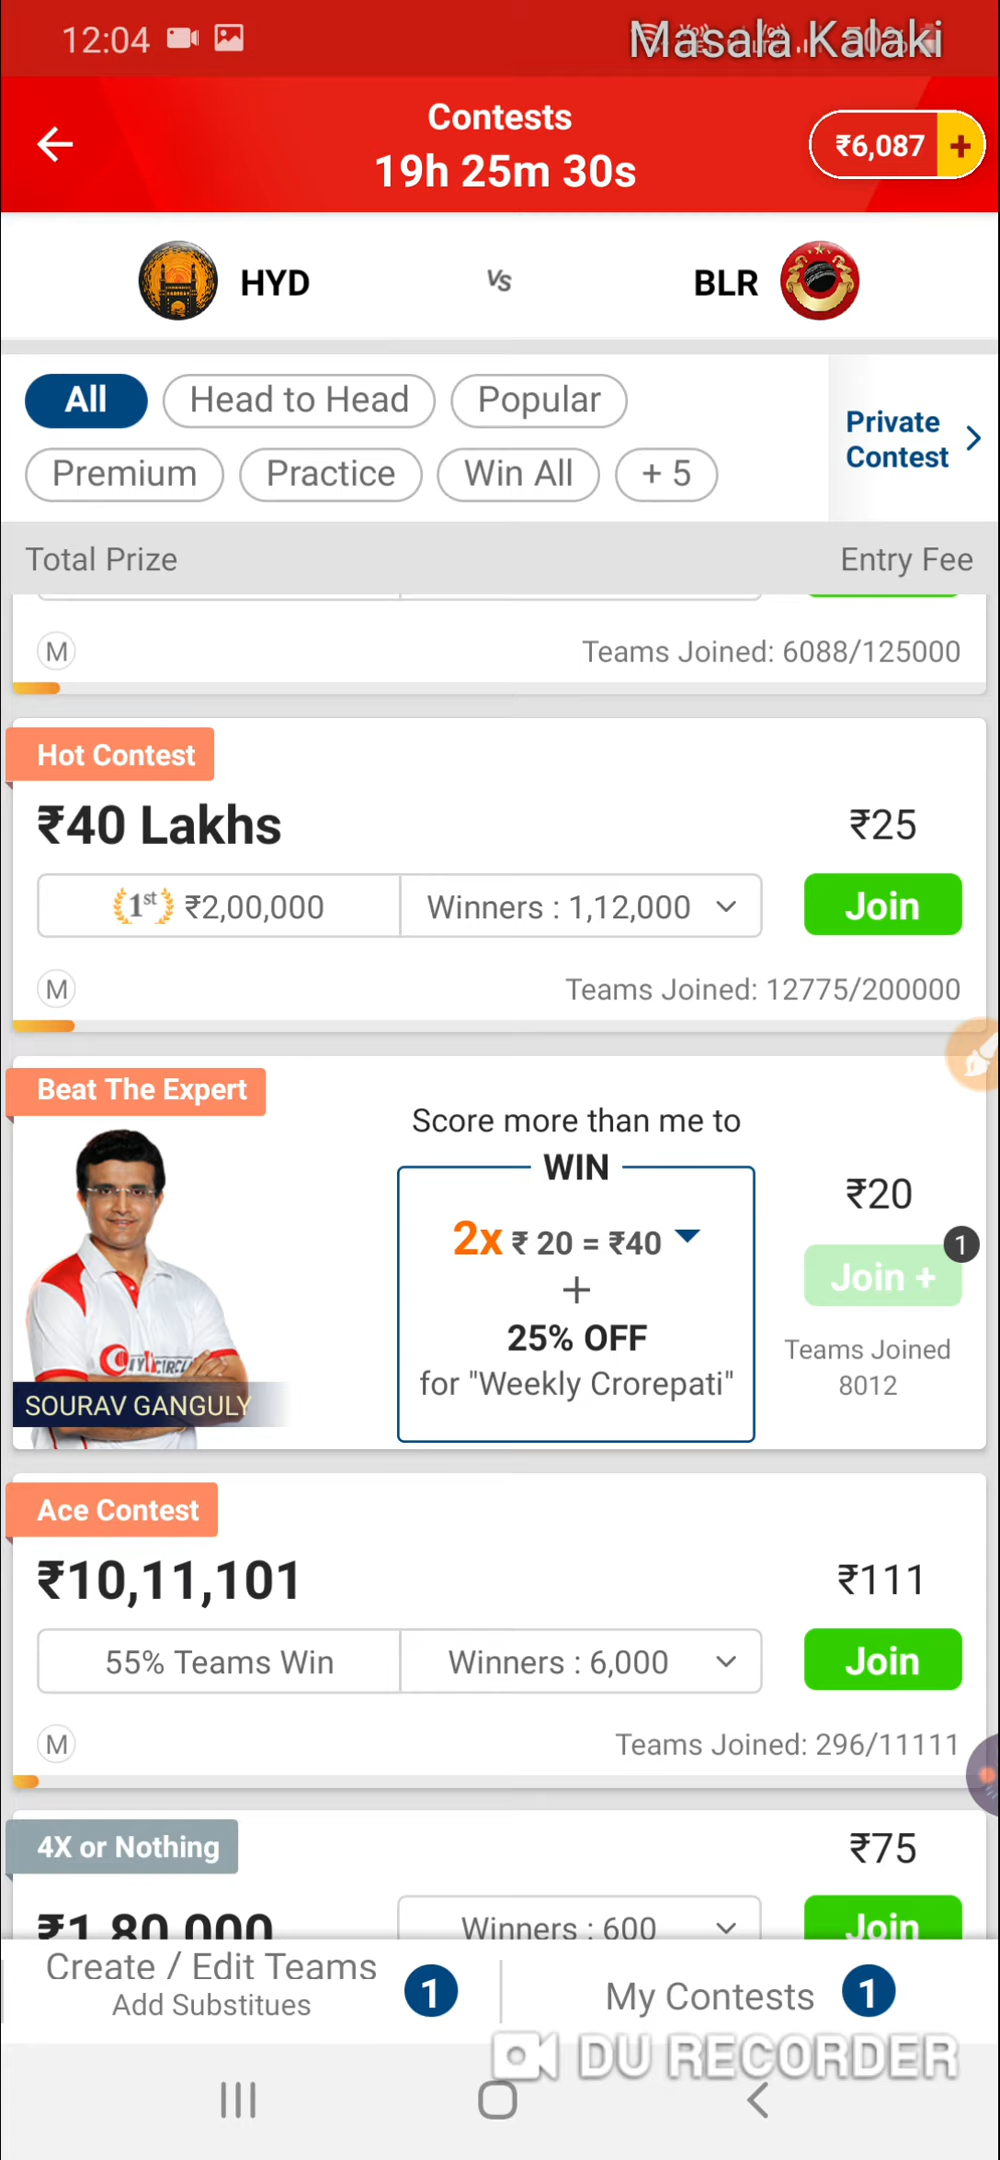 12:04
Masala Kalaki
Contests
19h 25m 30s
₹6,087 +
HYD
Vs
BLR
All
Head to Head
Popular
Premium
Practice
Win All
+ 5
Private
Contest
Total Prize
Entry Fee
M
Teams Joined: 6088/125000
Hot Contest
₹40 Lakhs
₹25
1st ₹2,00,000
Winners : 1,12,000
Join
M
Teams Joined: 12775/200000
Beat The Expert
Score more than me to
WIN
2x ₹ 20 = ₹40
+
25% OFF
for "Weekly Crorepati"
₹20
1
Join +
Teams Joined
8012
SOURAV GANGULY
Ace Contest
₹10,11,101
₹111
55% Teams Win
Winners : 6,000
Join
M
Teams Joined: 296/11111
4X or Nothing
₹75
₹1,80,000
Winners : 600
Join
Create / Edit Teams
Add Substitues
1
My Contests
1
DU RECORDER